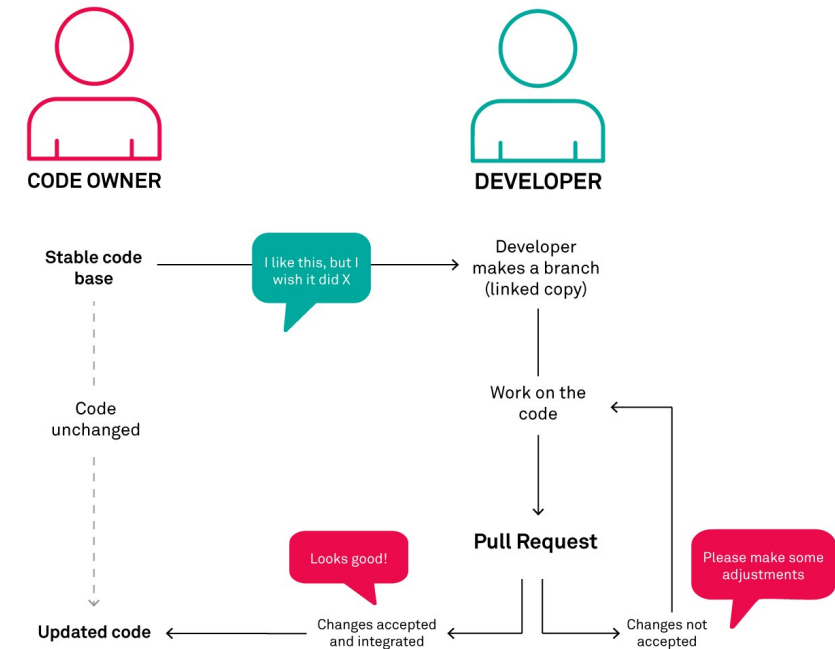 CODE OWNER
DEVELOPER
Stable code
base
I like this, but I
wish it did X
Developer
makes a branch
(linked copy)
Code
unchanged
Work on the
code
Pull Request
Looks good!
Please make some
adjustments
Updated code
Changes accepted
and integrated
Changes not
accepted